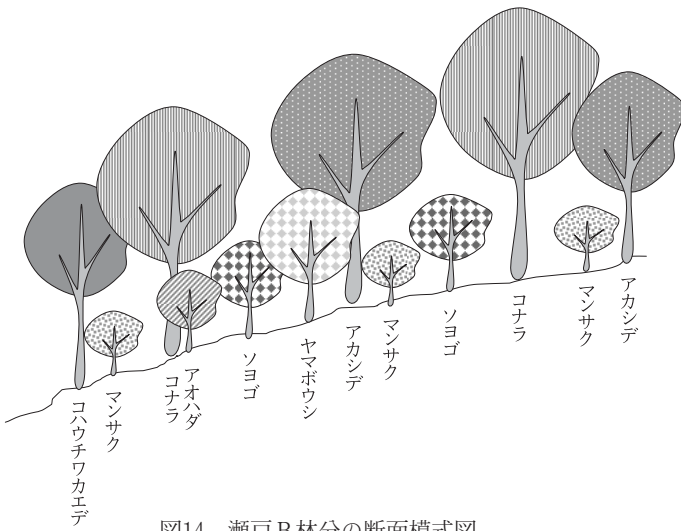 コハウチワカエデ
マンサク
コナラ
アオハダ
ソヨゴ
ヤマボウシ
アカシデ
マンサク
ソヨゴ
コナラ
マンサク
アカシデ
図14 瀬戸B林分の断面模式図